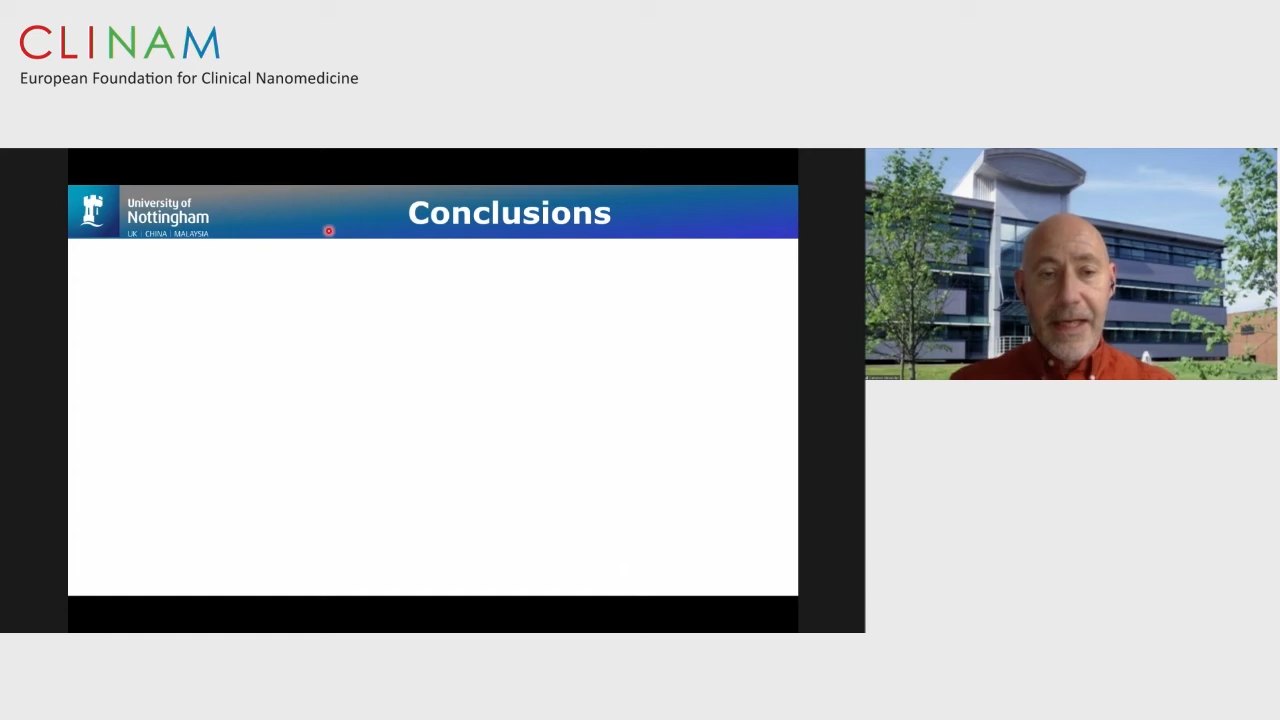 CLINAM
European Foundation for Clinical Nanomedicine
University of
Nottingham
UK | CHINA | MALAYSIA
Conclusions